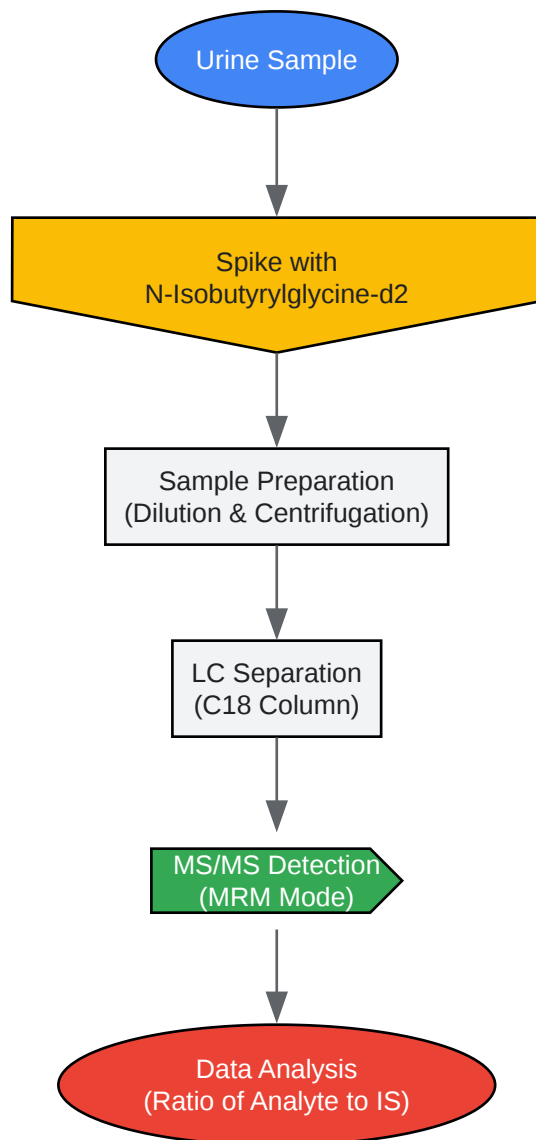 Urine Sample
Spike with
N-Isobutyrylglycine-d2
Sample Preparation
(Dilution & Centrifugation)
LC Separation
(C18 Column)
MS/MS Detection
(MRM Mode)
Data Analysis
(Ratio of Analyte to IS)